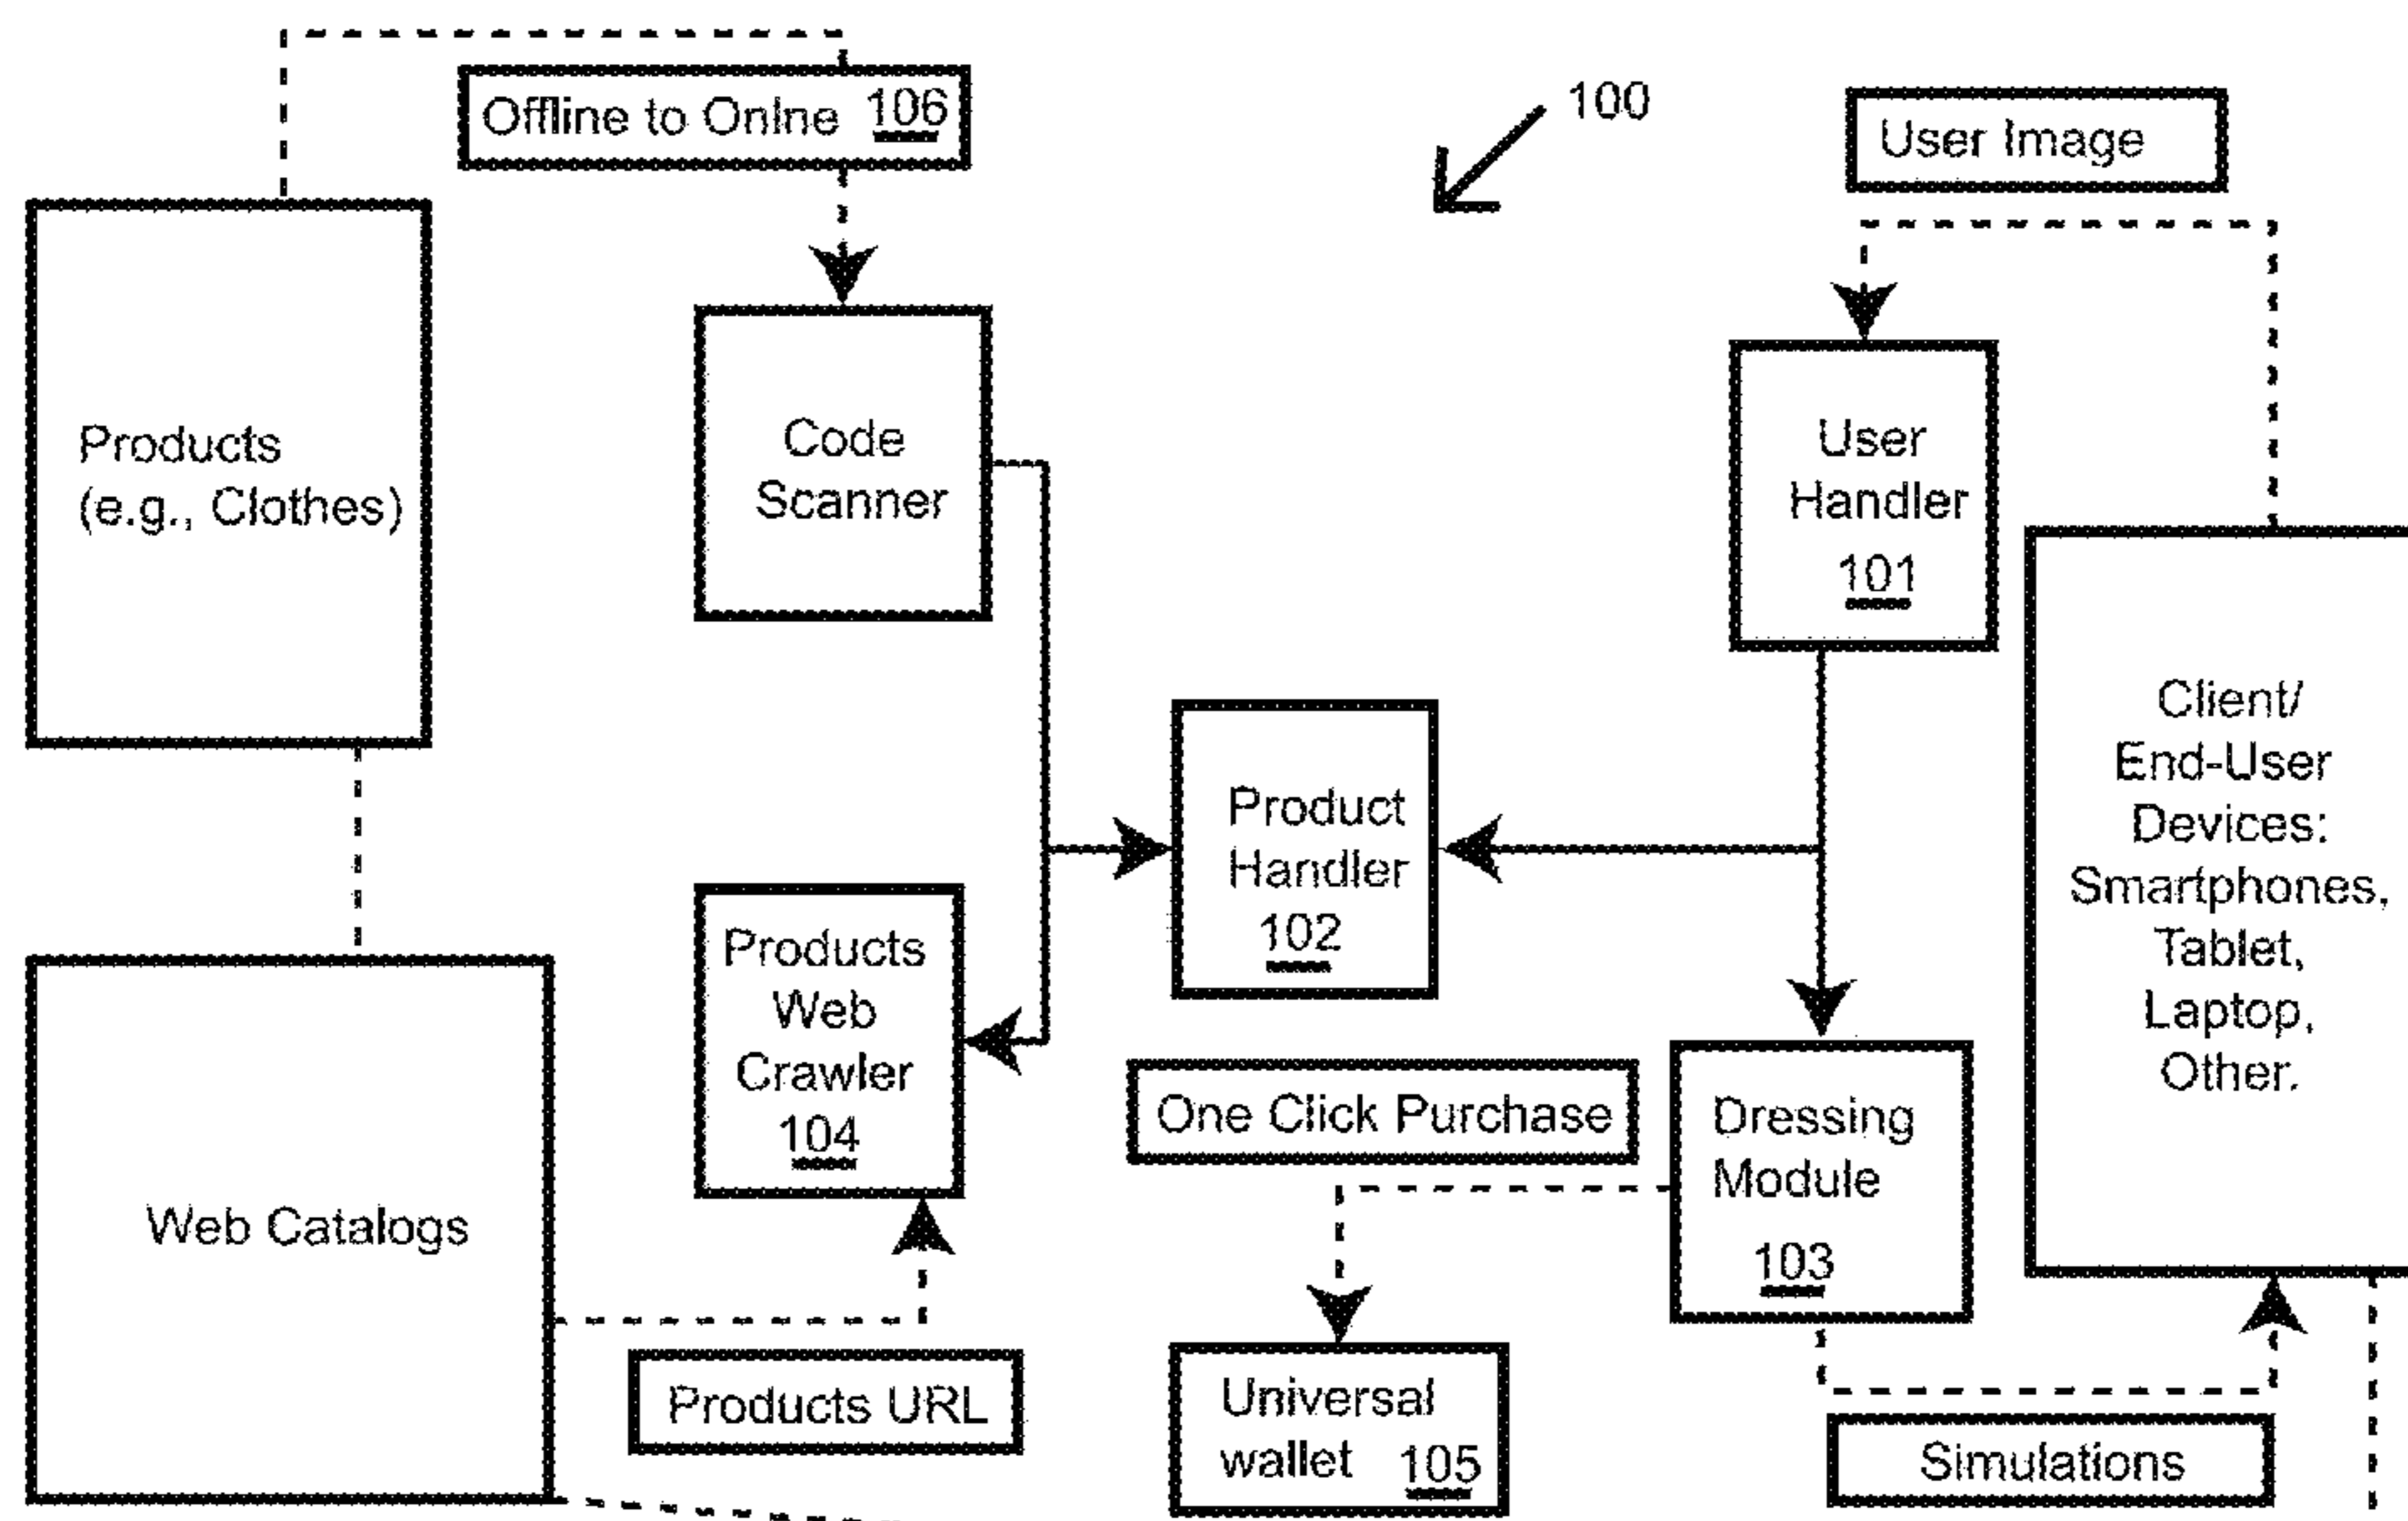 Offline to Onlne 106
100
User Image
Products
(e.g., Clothes)
Code
Scanner
User
Handler
101
Client/
End-User
Devices:
Smartphones,
Tablet,
Laptop,
Other.
Product
Handler
102
Products
Web
Crawler
104
One Click Purchase
Dressing
Module
103
Web Catalogs
Products URL
Universal
wallet 105
Simulations